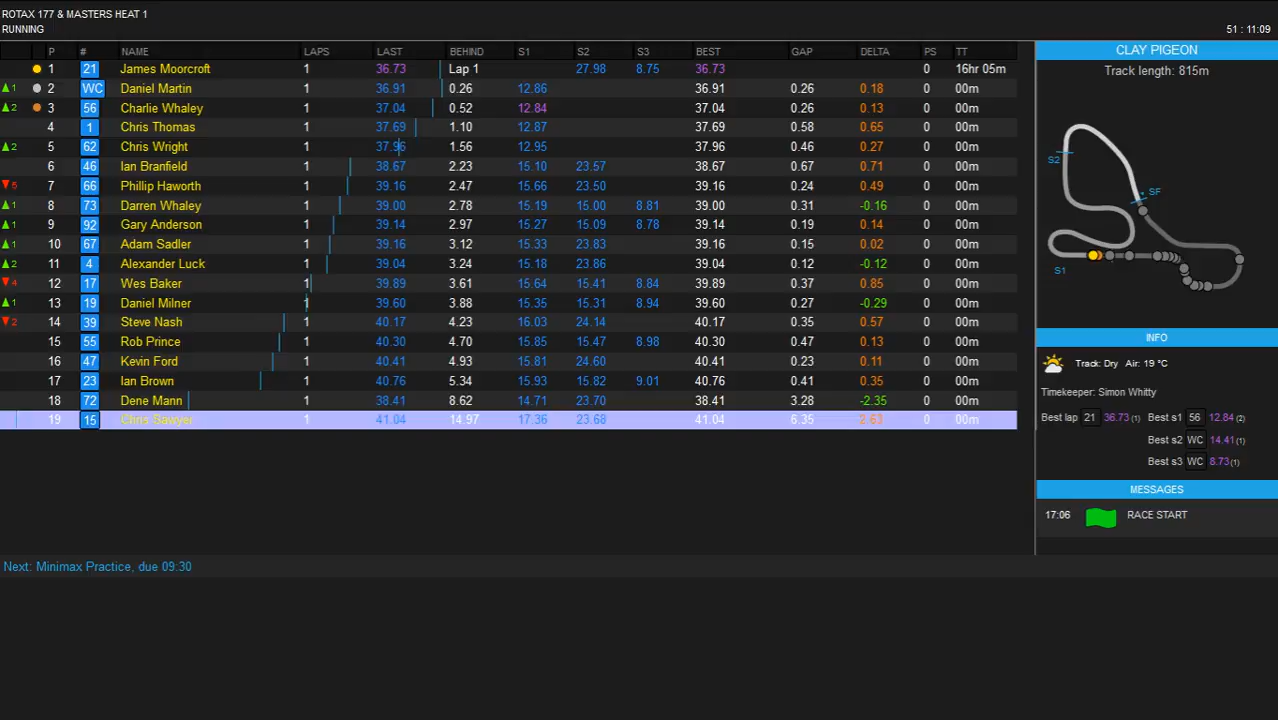 ROTAX 177 & MASTERS HEAT 1
RUNNING
51 : 11:09
P # NAME LAPS LAST BEHIND S1 S2 S3 BEST GAP DELTA PS TT
1 21 James Moorcroft 1 36.73 Lap 1 27.98 8.75 36.73 0 16hr 05m
1 2 WC Daniel Martin 1 36.91 0.26 12.86 36.91 0.26 0.18 0 00m
2 3 56 Charlie Whaley 1 37.04 0.52 12.84 37.04 0.26 0.13 0 00m
4 1 Chris Thomas 1 37.69 1.10 12.87 37.69 0.58 0.65 0 00m
2 5 62 Chris Wright 1 37.96 1.56 12.95 37.96 0.46 0.27 0 00m
6 46 Ian Branfield 1 38.67 2.23 15.10 23.57 38.67 0.67 0.71 0 00m
5 7 66 Phillip Haworth 1 39.16 2.47 15.66 23.50 39.16 0.24 0.49 0 00m
1 8 73 Darren Whaley 1 39.00 2.78 15.19 15.00 8.81 39.00 0.31 -0.16 0 00m
1 9 92 Gary Anderson 1 39.14 2.97 15.27 15.09 8.78 39.14 0.19 0.14 0 00m
1 10 67 Adam Sadler 1 39.16 3.12 15.33 23.83 39.16 0.15 0.02 0 00m
2 11 4 Alexander Luck 1 39.04 3.24 15.18 23.86 39.04 0.12 -0.12 0 00m
4 12 17 Wes Baker 1 39.89 3.61 15.64 15.41 8.84 39.89 0.37 0.85 0 00m
1 13 19 Daniel Milner 1 39.60 3.88 15.35 15.31 8.94 39.60 0.27 -0.29 0 00m
2 14 39 Steve Nash 1 40.17 4.23 16.03 24.14 40.17 0.35 0.57 0 00m
15 55 Rob Prince 1 40.30 4.70 15.85 15.47 8.98 40.30 0.47 0.13 0 00m
16 47 Kevin Ford 1 40.41 4.93 15.81 24.60 40.41 0.23 0.11 0 00m
17 23 Ian Brown 1 40.76 5.34 15.93 15.82 9.01 40.76 0.41 0.35 0 00m
18 72 Dene Mann 1 38.41 8.62 14.71 23.70 38.41 3.28 -2.35 0 00m
19 15 Chris Sawyer 1 41.04 14.97 17.36 23.68 41.04 6.35 2.63 0 00m
Next: Minimax Practice, due 09:30
CLAY PIGEON
Track length: 815m
S2
SF
S1
INFO
Track: Dry Air: 19 °C
Timekeeper: Simon Whitty
Best lap 21 36.73 (1) Best s1 56 12.84 (2)
Best s2 WC 14.41 (1)
Best s3 WC 8.73 (1)
MESSAGES
17:06 RACE START